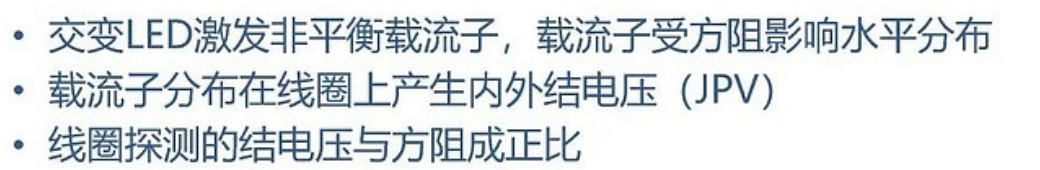 • 交变LED激发非平衡载流子，载流子受方阻影响水平分布
• 载流子分布在线圈上产生内外结电压（JPV）
• 线圈探测的结电压与方阻成正比